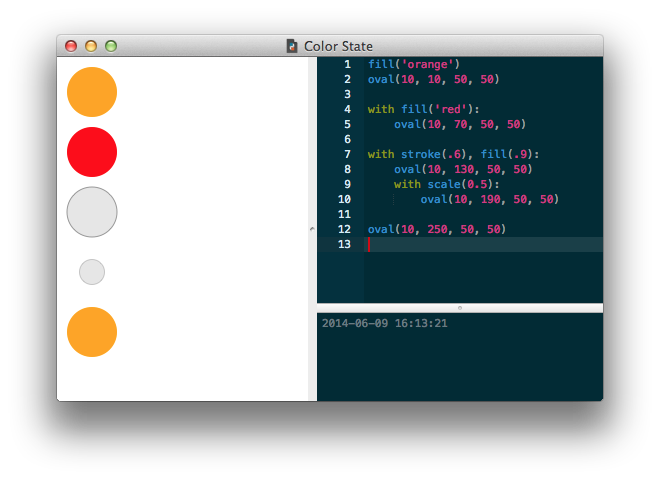 Color State
1 fill('orange')
2 oval(10, 10, 50, 50)
3
4 with fill('red'):
5     oval(10, 70, 50, 50)
6
7 with stroke(.6), fill(.9):
8     oval(10, 130, 50, 50)
9     with scale(0.5):
10         oval(10, 190, 50, 50)
11
12 oval(10, 250, 50, 50)
13
2014-06-09 16:13:21